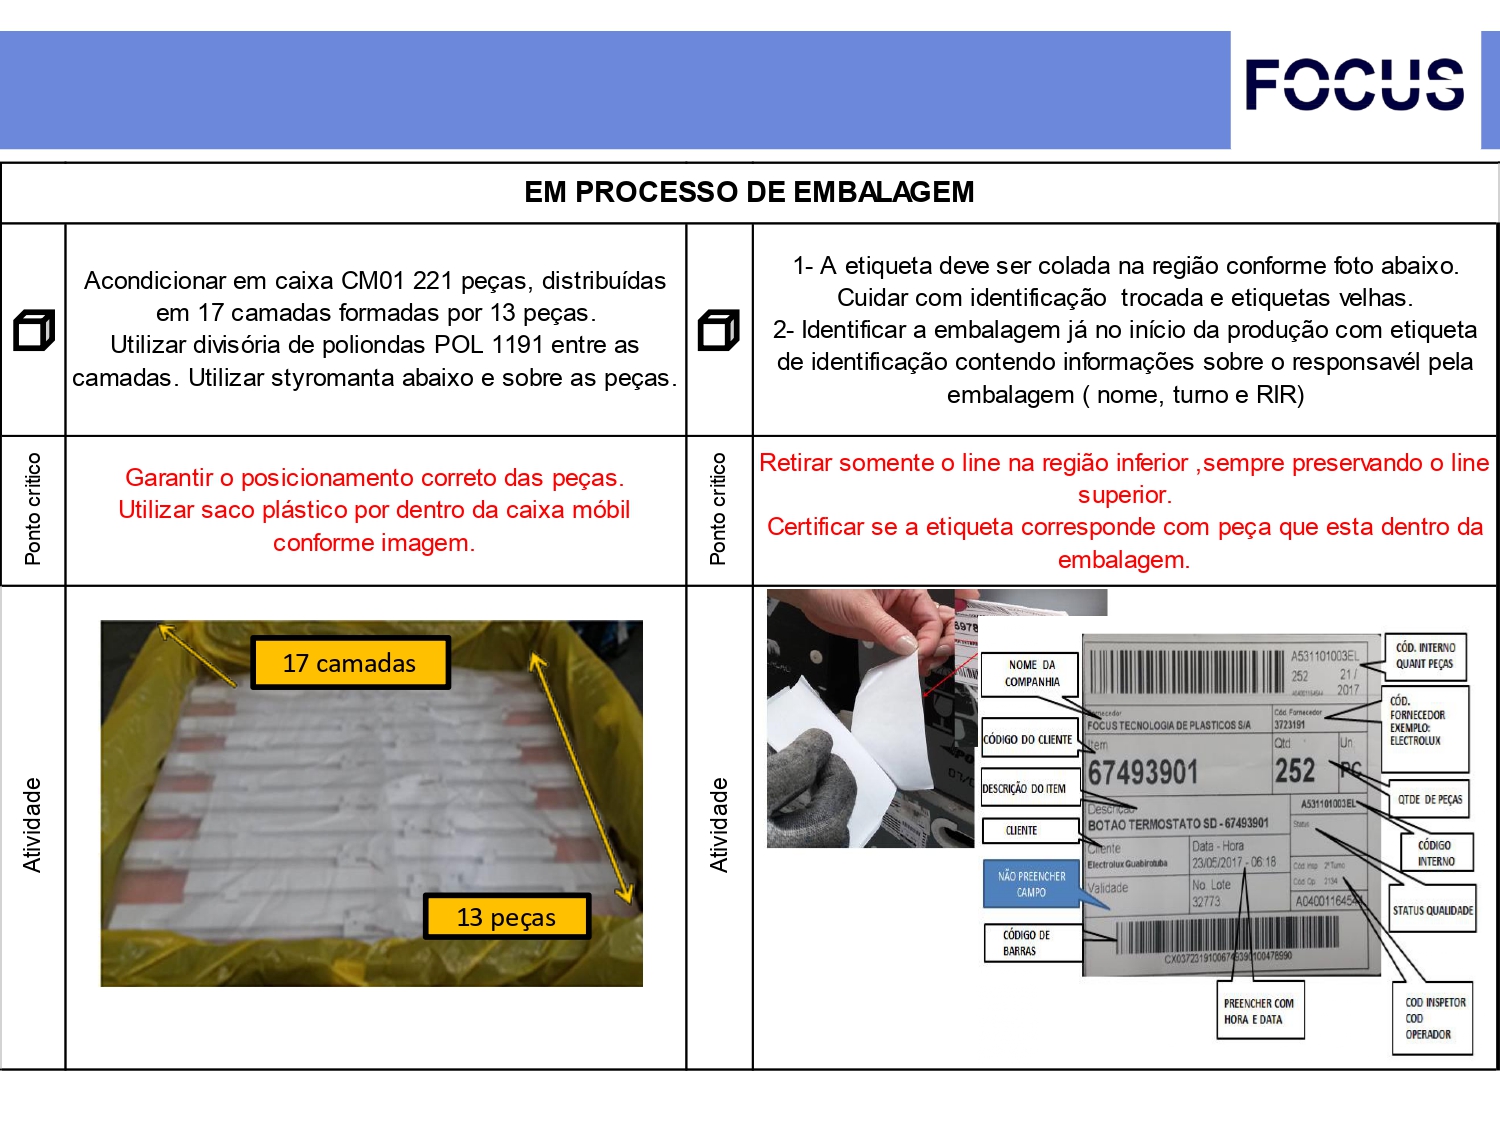 FOCUS
EM PROCESSO DE EMBALAGEM
Acondicionar em caixa CM01 221 peças, distribuídas
em 17 camadas formadas por 13 peças.
Utilizar divisória de poliondas POL 1191 entre as
camadas. Utilizar styromanta abaixo e sobre as peças.
1- A etiqueta deve ser colada na região conforme foto abaixo.
Cuidar com identificação trocada e etiquetas velhas.
2- Identificar a embalagem já no início da produção com etiqueta
de identificação contendo informações sobre o responsavél pela
embalagem ( nome, turno e RIR)
Ponto critico
Garantir o posicionamento correto das peças.
Utilizar saco plástico por dentro da caixa móbil
conforme imagem.
Ponto critico
Retirar somente o line na região inferior ,sempre preservando o line
superior.
Certificar se a etiqueta corresponde com peça que esta dentro da
embalagem.
Atividade
17 camadas
13 peças
Atividade
6978
NOME DA
COMPANHIA
CÓDIGO DO CLIENTE
DESCRIÇÃO DO ITEM
CLIENTE
NÃO PREENCHER
CAMPO
CÓDIGO DE
BARRAS
A531101003EL
252 21 /
2017
Fornecedor
FOCUS TECNOLOGIA DE PLASTICOS S/A
Cód. Fornecedor
3723191
Item
67493901
Qtd
252
Un
PC
Descrição
BOTAO TERMOSTATO SD - 67493901
A531101003EL
Status
Cliente
Electrolux Guabirotuba
Data - Hora
23/05/2017 - 06:18
Cod Insp 2ºTurno
Cod Op 2134
Validade
No. Lote
32773
A0400116454
CX03723191006749390100478990
CÓD. INTERNO
QUANT PEÇAS
CÓD.
FORNECEDOR
EXEMPLO:
ELECTROLUX
QTDE DE PEÇAS
CÓDIGO
INTERNO
STATUS QUALIDADE
PREENCHER COM
HORA E DATA
COD INSPETOR
COD
OPERADOR